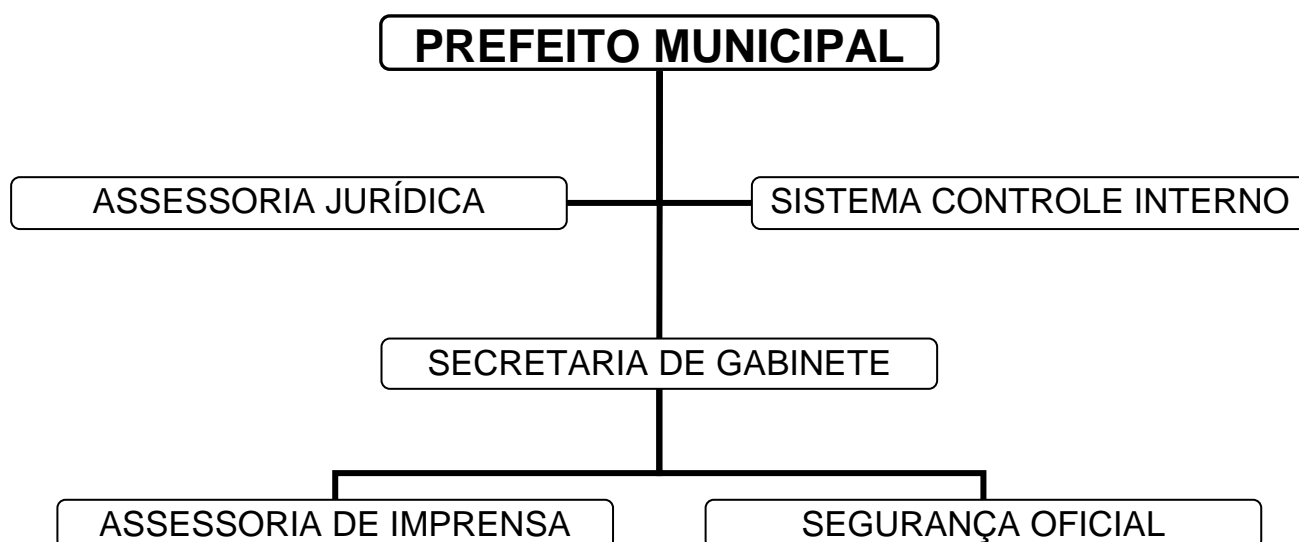 PREFEITO MUNICIPAL
ASSESSORIA JURÍDICA
SISTEMA CONTROLE INTERNO
SECRETARIA DE GABINETE
ASSESSORIA DE IMPRENSA
SEGURANÇA OFICIAL